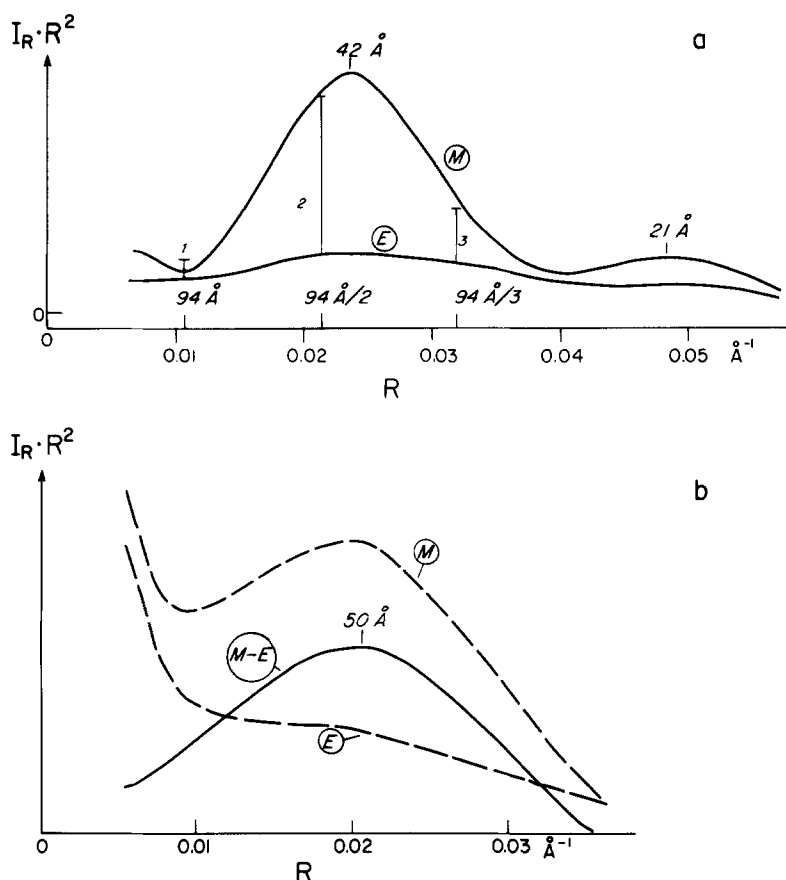 I_R·R²
a
42 Å
M
2
E
1
3
21 Å
0
94 Å
94 Å/2
94 Å/3
0.01
0.02
0.03
0.04
0.05
Å⁻¹
R
I_R·R²
b
M
50 Å
M-E
E
0
0.01
0.02
0.03
Å⁻¹
R